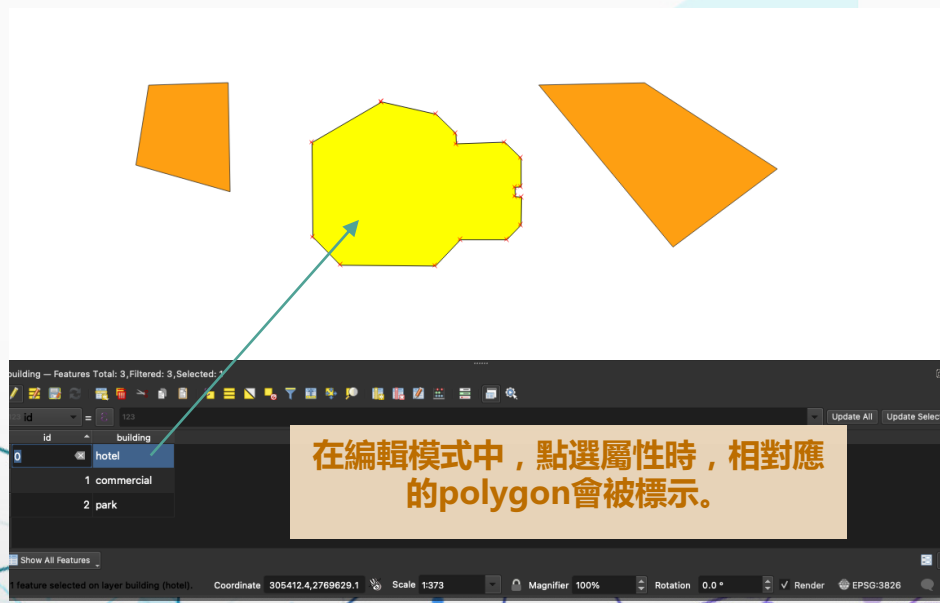 building — Features Total: 3,Filtered: 3,Selected: 1
123 id = 123 Update All Update Selec
id building
0 hotel
1 commercial
2 park
在編輯模式中，點選屬性時，相對應
的polygon會被標示。
Show All Features
1 feature selected on layer building (hotel). Coordinate 305412.4,2769629.1 Scale 1:373 Magnifier 100% Rotation 0.0 ° Render EPSG:3826